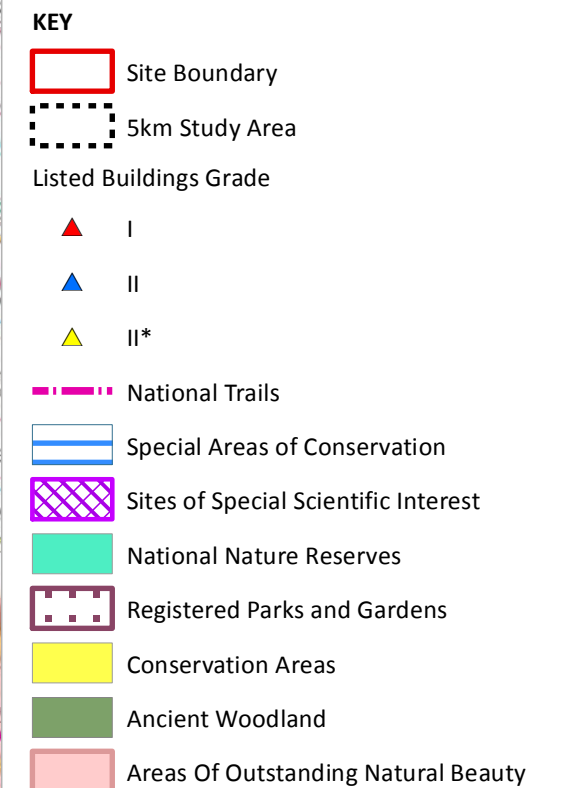 KEY
Site Boundary
5km Study Area
Listed Buildings Grade
I
II
II*
National Trails
Special Areas of Conservation
Sites of Special Scientific Interest
National Nature Reserves
Registered Parks and Gardens
Conservation Areas
Ancient Woodland
Areas Of Outstanding Natural Beauty